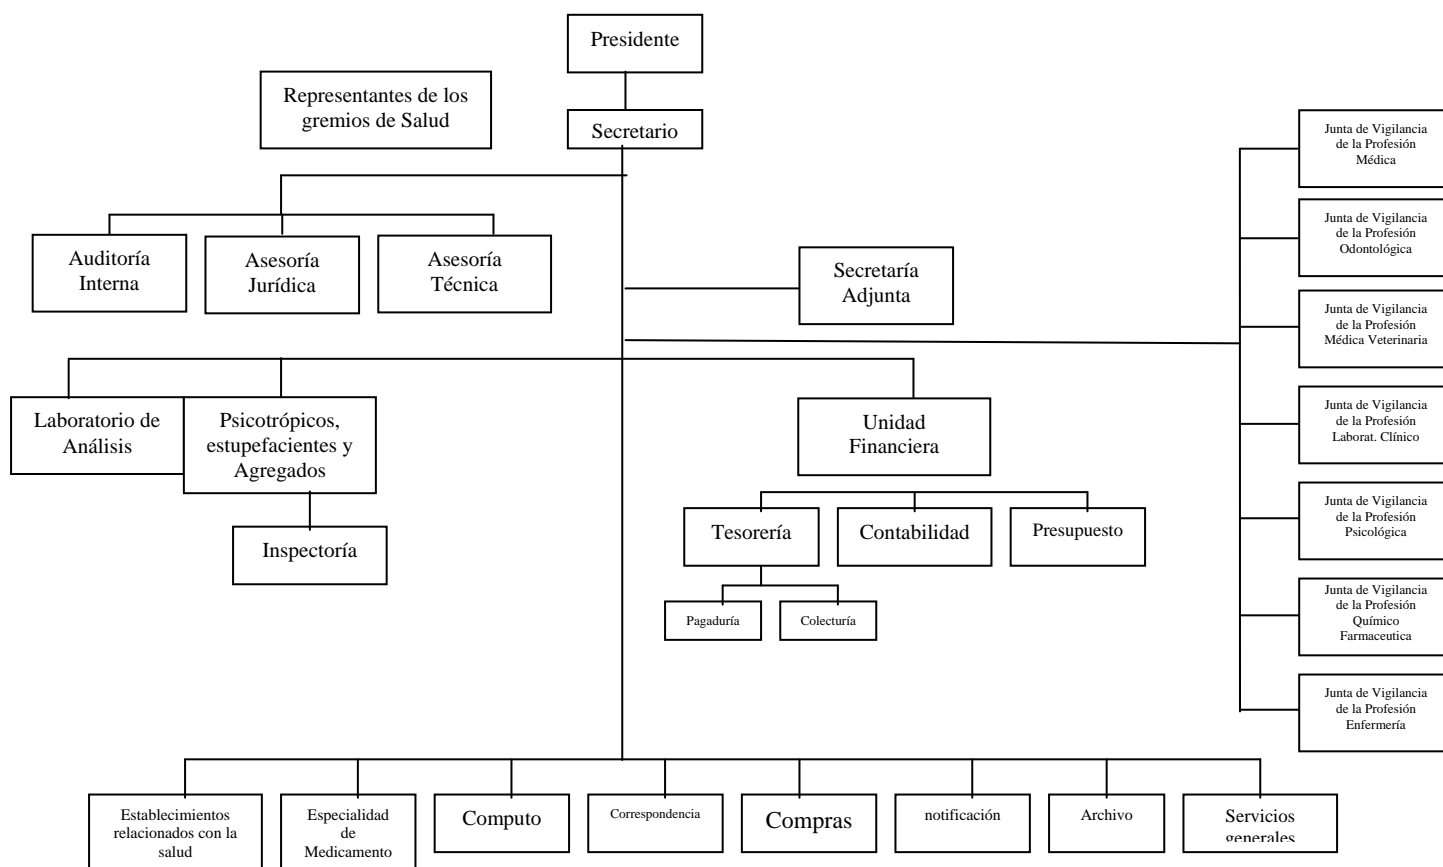 Presidente
Representantes de los
gremios de Salud
Secretario
Junta de Vigilancia
de la Profesión
Médica
Junta de Vigilancia
de la Profesión
Odontológica
Auditoría
Interna
Asesoría
Jurídica
Asesoría
Técnica
Secretaría
Adjunta
Junta de Vigilancia
de la Profesión
Médica Veterinaria
Laboratorio de
Análisis
Psicotrópicos,
estupefacientes y
Agregados
Unidad
Financiera
Junta de Vigilancia
de la Profesión
Laborat. Clínico
Inspectoría
Tesorería
Contabilidad
Presupuesto
Junta de Vigilancia
de la Profesión
Psicológica
Pagaduría
Colecturía
Junta de Vigilancia
de la Profesión
Químico
Farmaceutica
Junta de Vigilancia
de la Profesión
Enfermería
Establecimientos
relacionados con la
salud
Especialidad
de
Medicamento
Computo
Correspondencia
Compras
notificación
Archivo
Servicios
generales